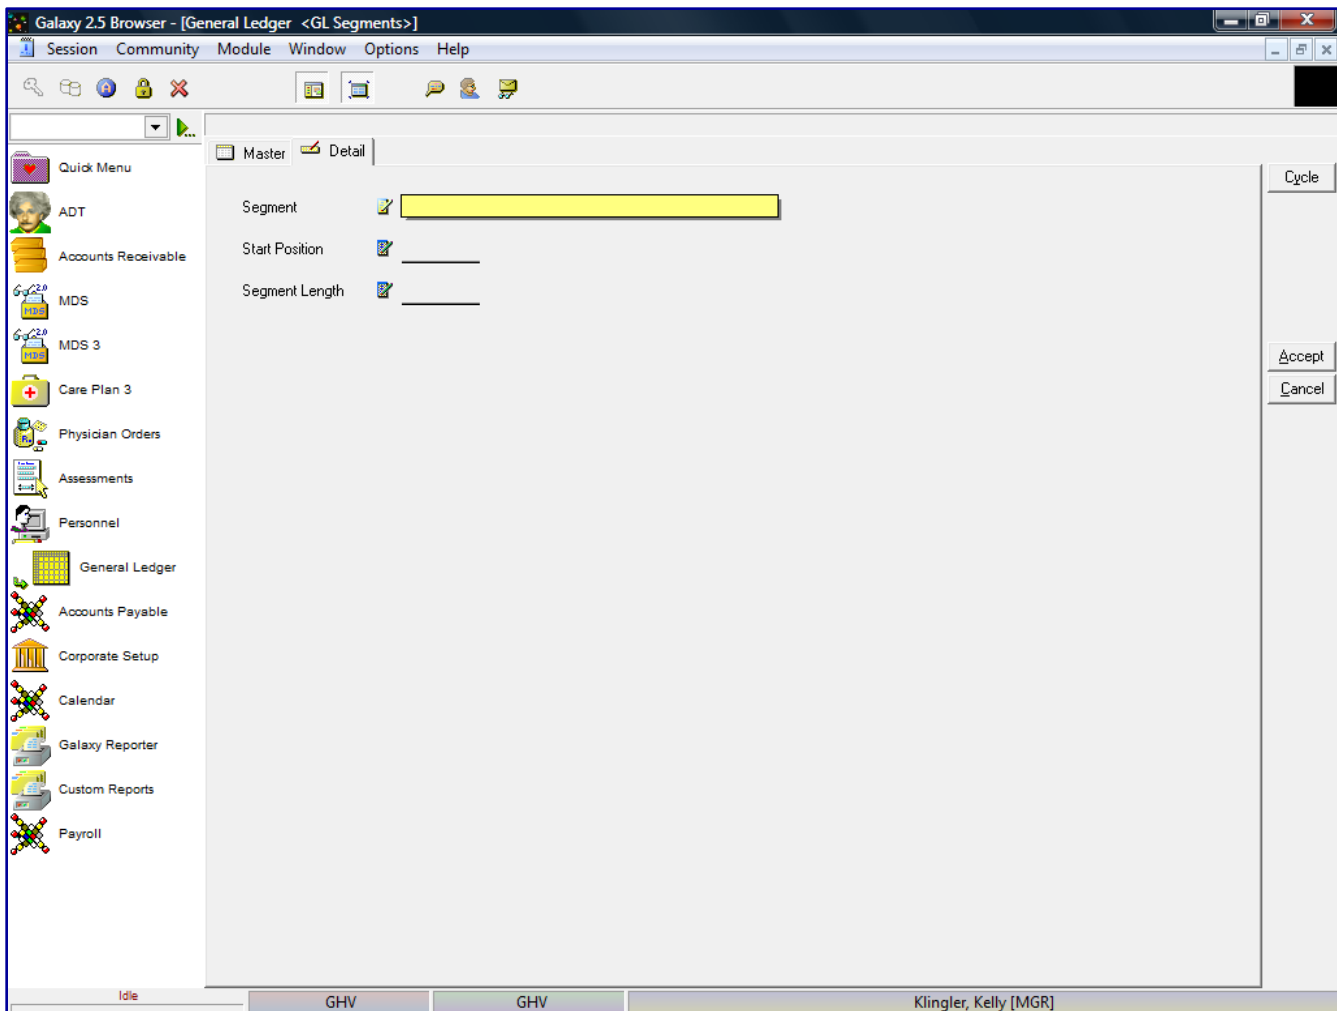 Galaxy 2.5 Browser - [General Ledger <GL Segments>]
Session Community Module Window Options Help
Master Detail
Quick Menu
ADT
Accounts Receivable
MDS
MDS 3
Care Plan 3
Physician Orders
Assessments
Personnel
General Ledger
Accounts Payable
Corporate Setup
Calendar
Galaxy Reporter
Custom Reports
Payroll
Segment
Start Position
Segment Length
Cycle
Accept
Cancel
Idle GHV GHV Klingler, Kelly [MGR]